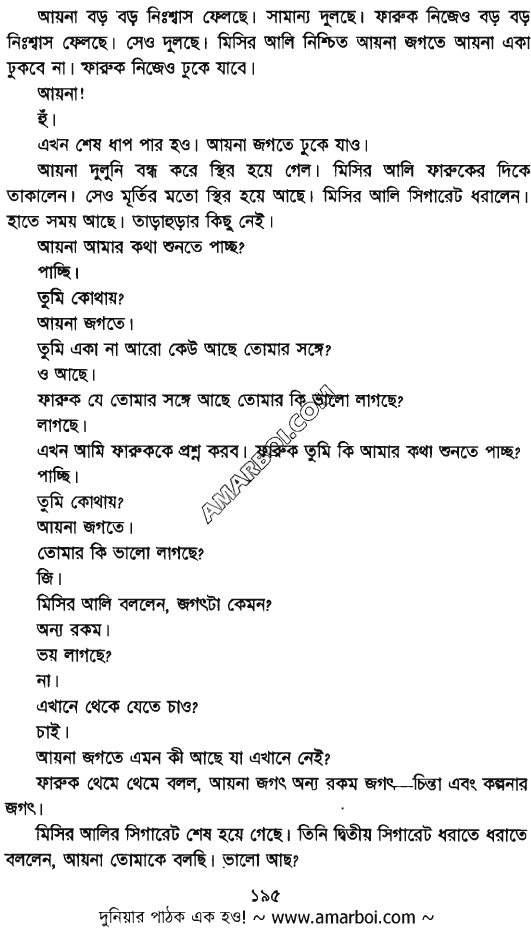 আয়না বড় বড় নিঃশ্বাস ফেলছে। সামান্য দুলছে। ফারুক নিজেও বড় বড়
নিঃশ্বাস ফেলছে। সেও দুলছে। মিসির আলি নিশ্চিত আয়না জগতে আয়না একা
ঢুকবে না। ফারুক নিজেও ঢুকে যাবে।
আয়না!
হুঁ।
এখন শেষ ধাপ পার হও। আয়না জগতে ঢুকে যাও।
আয়না দুলুনি বন্ধ করে স্থির হয়ে গেল। মিসির আলি ফারুকের দিকে
তাকালেন। সেও মূর্তির মতো স্থির হয়ে আছে। মিসির আলি সিগারেট ধরালেন।
হাতে সময় আছে। তাড়াহুড়ার কিছু নেই।
আয়না আমার কথা শুনতে পাচ্ছ?
পাচ্ছি।
তুমি কোথায়?
আয়না জগতে।
তুমি একা না আরো কেউ আছে তোমার সঙ্গে?
ও আছে।
ফারুক যে তোমার সঙ্গে আছে তোমার কি ভালো লাগছে?
লাগছে।
এখন আমি ফারুককে প্রশ্ন করব। ফারুক তুমি কি আমার কথা শুনতে পাচ্ছ?
পাচ্ছি।
তুমি কোথায়?
আয়না জগতে।
তোমার কি ভালো লাগছে?
জি।
মিসির আলি বললেন, জগৎটা কেমন?
অন্য রকম।
ভয় লাগছে?
না।
এখানে থেকে যেতে চাও?
চাই।
আয়না জগতে এমন কী আছে যা এখানে নেই?
ফারুক থেমে থেমে বলল, আয়না জগৎ অন্য রকম জগৎ—চিন্তা এবং কল্পনার
জগৎ।
মিসির আলির সিগারেট শেষ হয়ে গেছে। তিনি দ্বিতীয় সিগারেট ধরাতে ধরাতে
বললেন, আয়না তোমাকে বলছি। ভালো আছ?
১৯৫
দুনিয়ার পাঠক এক হও! ~ www.amarboi.com ~
AMARBOI.COM